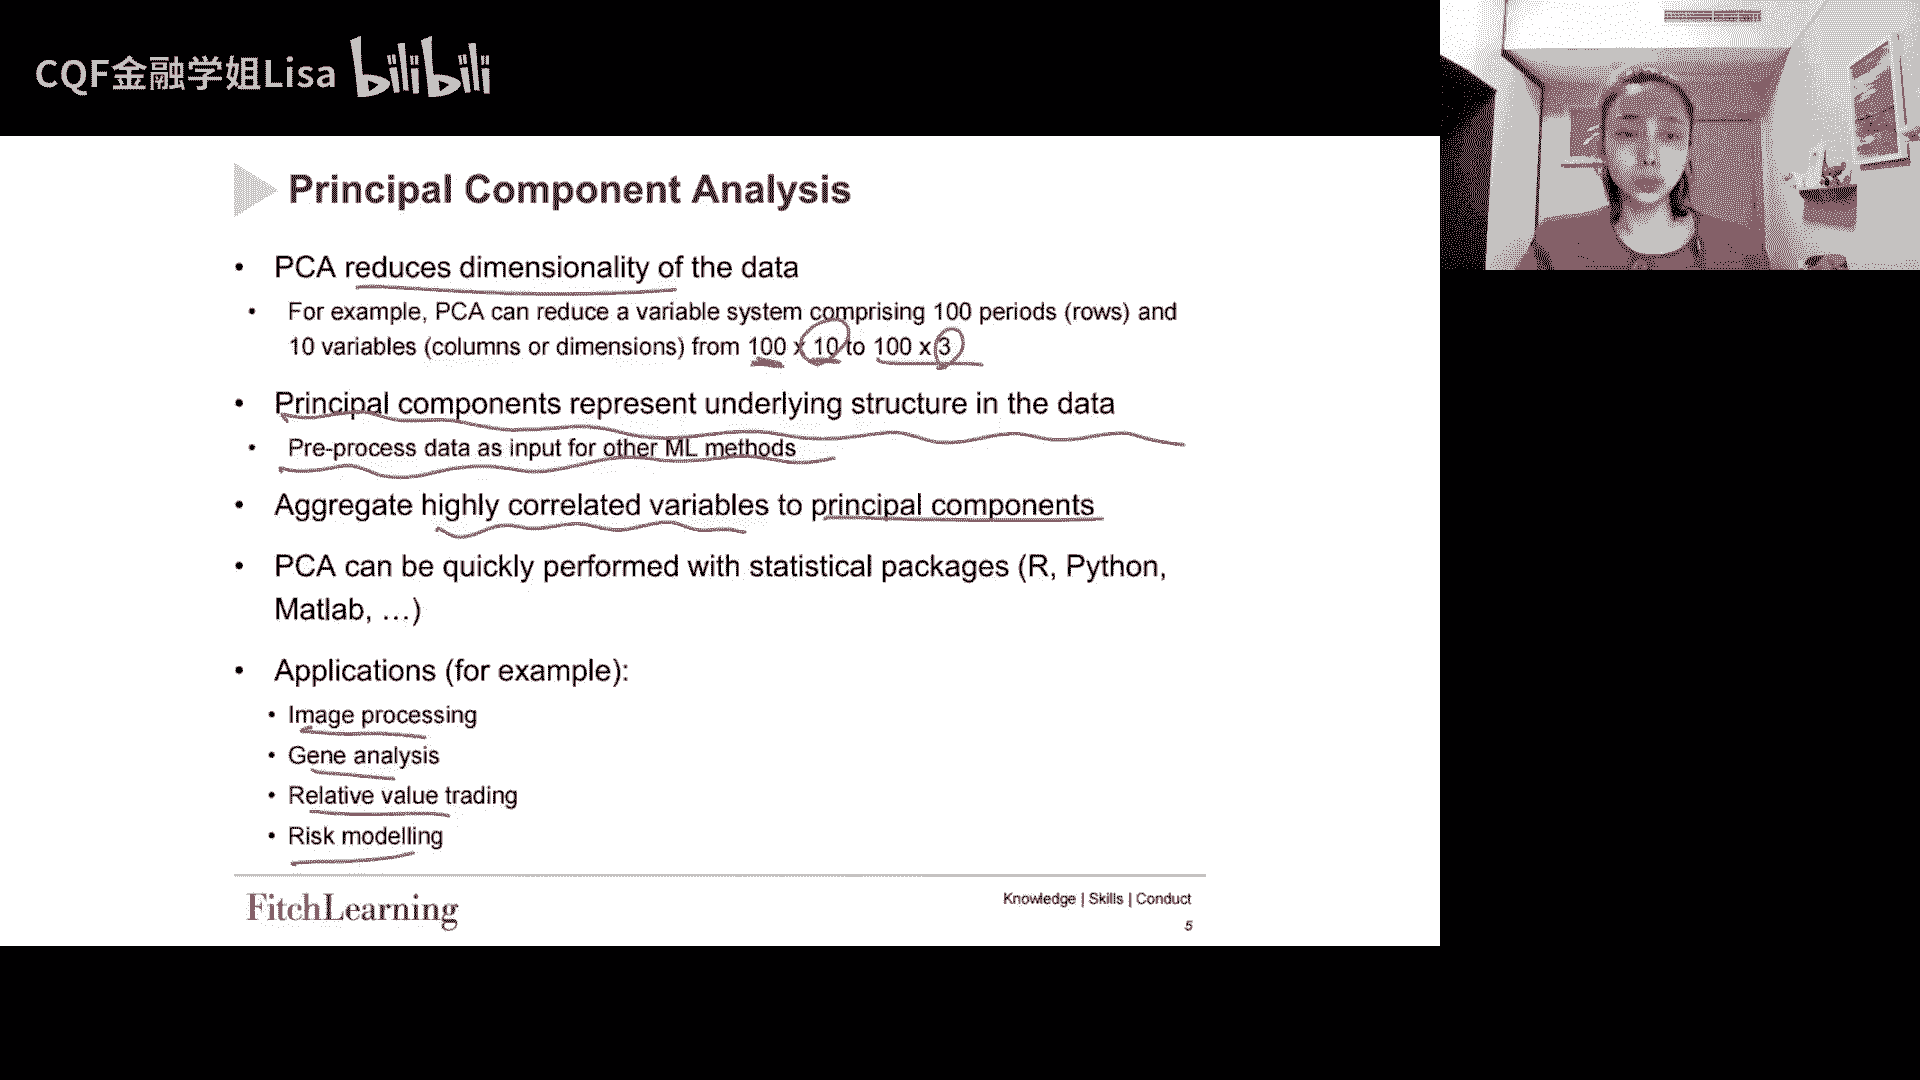 CQF金融学姐Lisa bilibili
Principal Component Analysis
• PCA reduces dimensionality of the data
• For example, PCA can reduce a variable system comprising 100 periods (rows) and
10 variables (columns or dimensions) from 100 x 10 to 100 x 3
• Principal components represent underlying structure in the data
• Pre-process data as input for other ML methods
• Aggregate highly correlated variables to principal components
• PCA can be quickly performed with statistical packages (R, Python,
Matlab, …)
• Applications (for example):
• Image processing
• Gene analysis
• Relative value trading
• Risk modelling
FitchLearning
Knowledge | Skills | Conduct
5